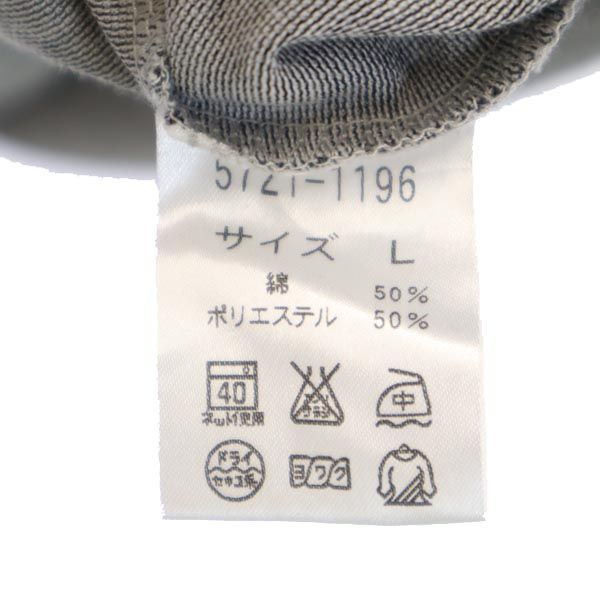 5721-1196
サイズ L
綿 50%
ポリエステル 50%
40 中
ネット使用
ドライ ヨワク
セキユ系